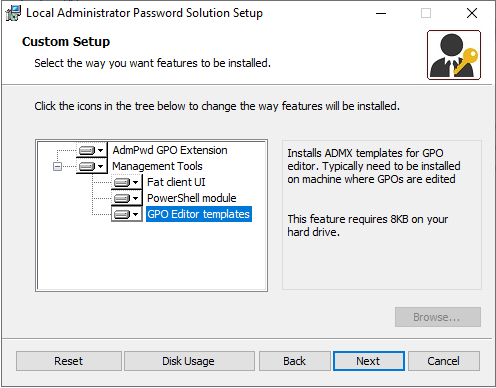 Local Administrator Password Solution Setup
Custom Setup
Select the way you want features to be installed.
Click the icons in the tree below to change the way features will be installed.
AdmPwd GPO Extension
Management Tools
Fat client UI
PowerShell module
GPO Editor templates
Installs ADMX templates for GPO
editor. Typically need to be installed
on machine where GPOs are edited
This feature requires 8KB on your
hard drive.
Browse...
Reset
Disk Usage
Back
Next
Cancel